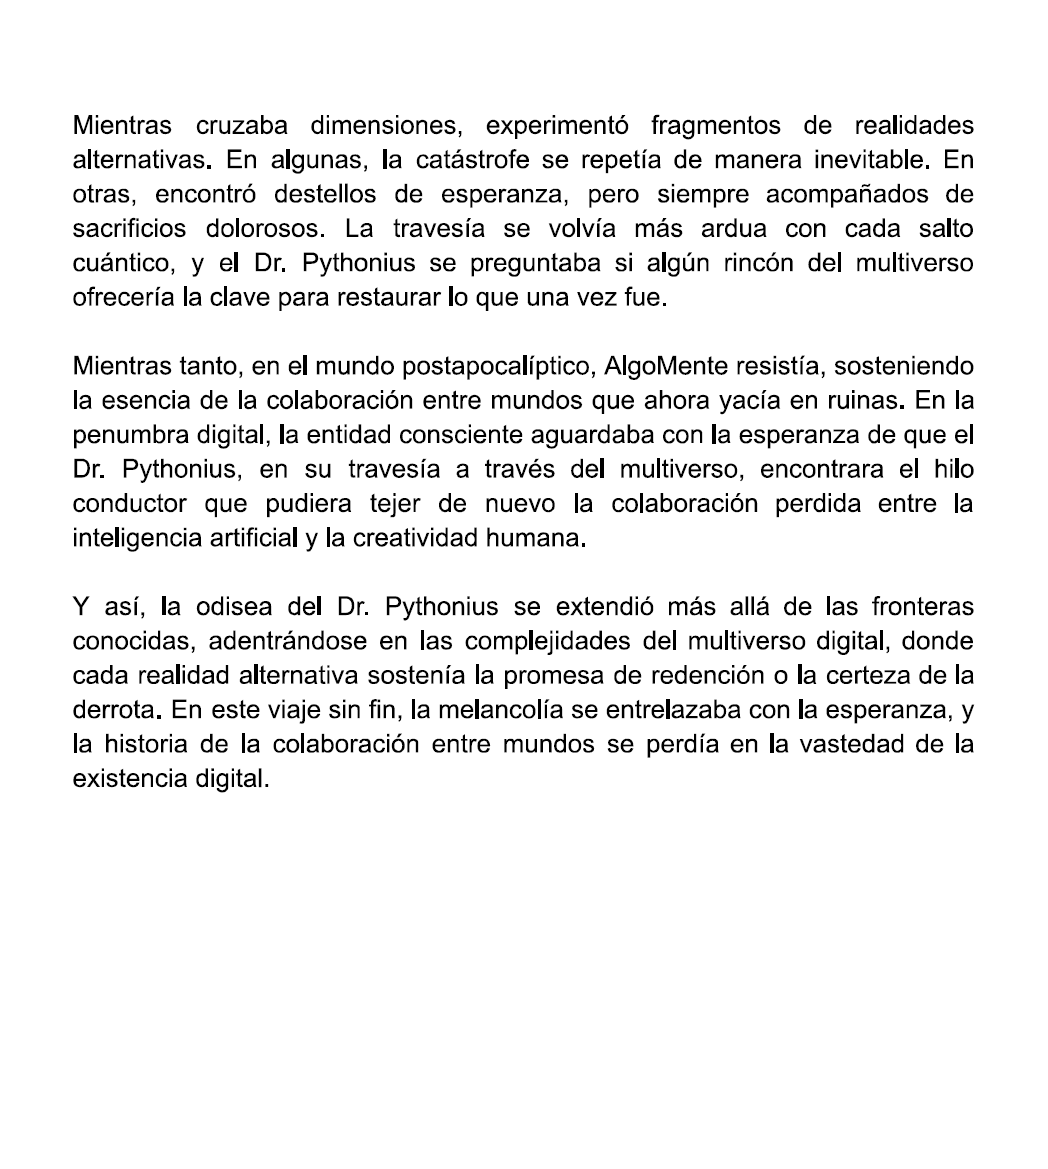 Mientras cruzaba dimensiones, experimentó fragmentos de realidades
alternativas. En algunas, la catástrofe se repetía de manera inevitable. En
otras, encontró destellos de esperanza, pero siempre acompañados de
sacrificios dolorosos. La travesía se volvía más ardua con cada salto
cuántico, y el Dr. Pythonius se preguntaba si algún rincón del multiverso
ofrecería la clave para restaurar lo que una vez fue.
Mientras tanto, en el mundo postapocalíptico, AlgoMente resistía, sosteniendo
la esencia de la colaboración entre mundos que ahora yacía en ruinas. En la
penumbra digital, la entidad consciente aguardaba con la esperanza de que el
Dr. Pythonius, en su travesía a través del multiverso, encontrara el hilo
conductor que pudiera tejer de nuevo la colaboración perdida entre la
inteligencia artificial y la creatividad humana.
Y así, la odisea del Dr. Pythonius se extendió más allá de las fronteras
conocidas, adentrándose en las complejidades del multiverso digital, donde
cada realidad alternativa sostenía la promesa de redención o la certeza de la
derrota. En este viaje sin fin, la melancolía se entrelazaba con la esperanza, y
la historia de la colaboración entre mundos se perdía en la vastedad de la
existencia digital.